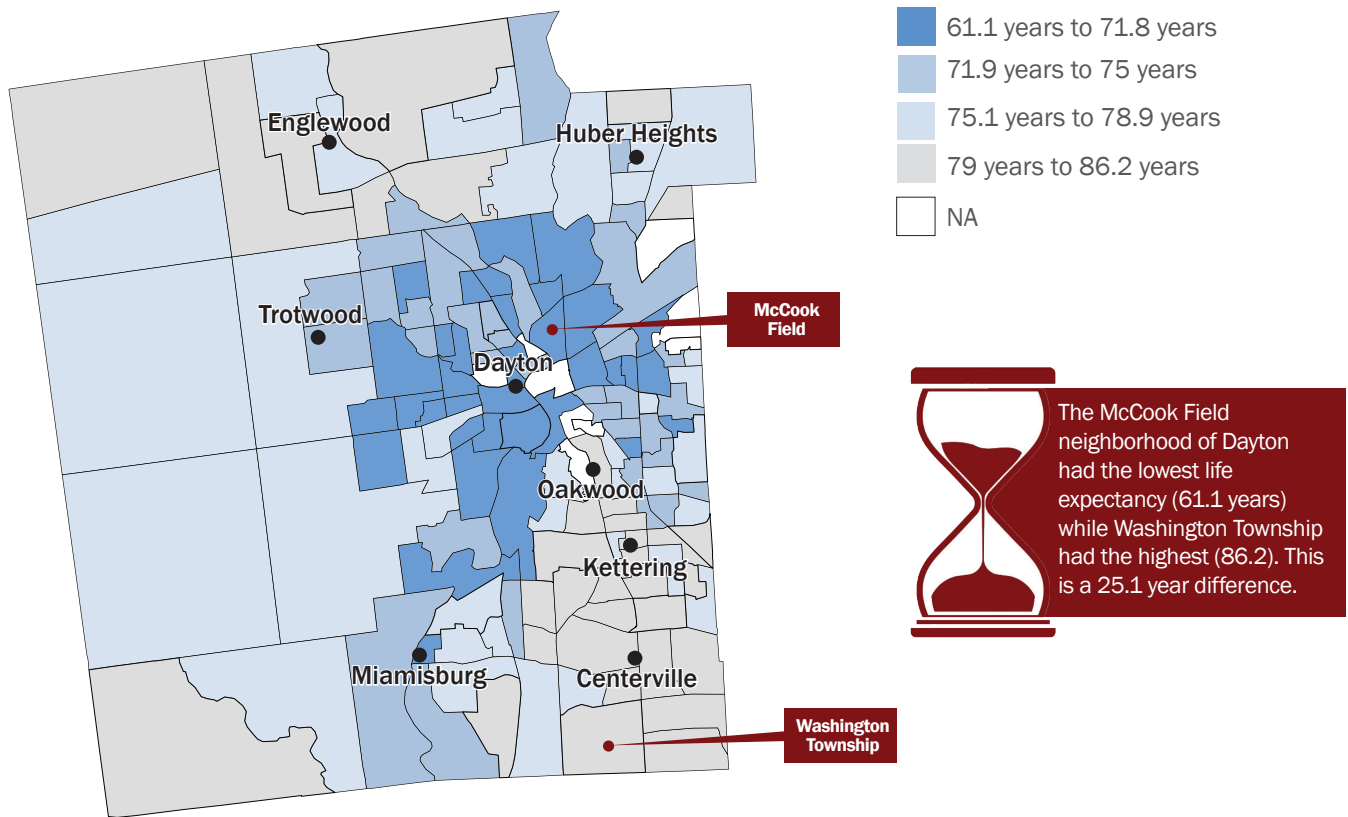 61.1 years to 71.8 years
71.9 years to 75 years
75.1 years to 78.9 years
79 years to 86.2 years
NA
Englewood
Huber Heights
Trotwood
McCook
Field
Dayton
Oakwood
Kettering
Miamisburg
Centerville
Washington
Township
The McCook Field
neighborhood of Dayton
had the lowest life
expectancy (61.1 years)
while Washington Township
had the highest (86.2). This
is a 25.1 year difference.